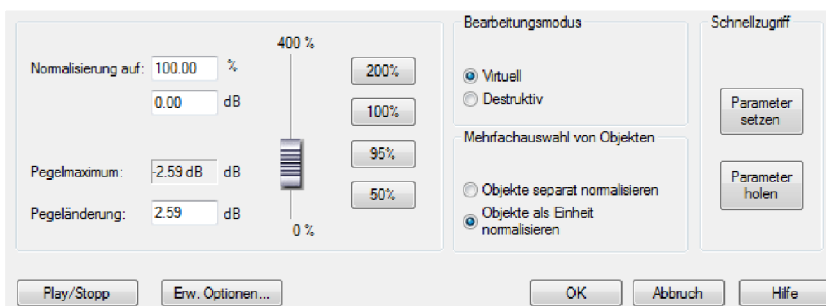 400 %
Normalisierung auf: 100.00 %
0.00 dB
Pegelmaximum: -2.59 dB dB
Pegeländerung: 2.59 dB
0 %
200%
100%
95%
50%
Bearbeitungsmodus
Virtuell
Destruktiv
Mehrfachauswahl von Objekten
Objekte separat normalisieren
Objekte als Einheit
normalisieren
Schnellzugriff
Parameter
setzen
Parameter
holen
Play/Stopp
Erw. Optionen...
OK
Abbruch
Hilfe